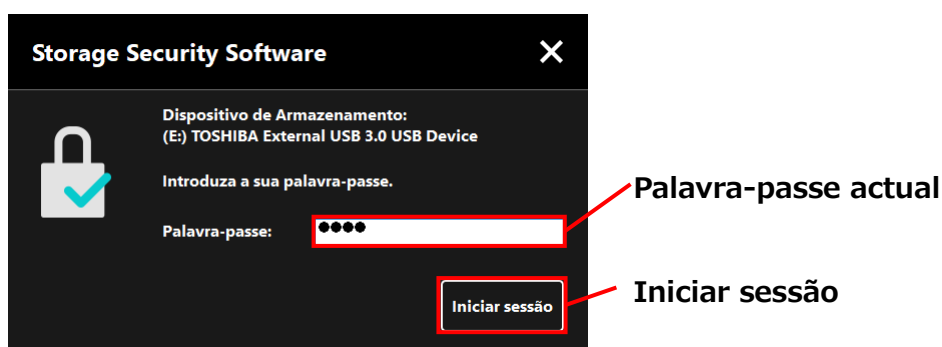 Storage Security Software
Dispositivo de Armazenamento:
(E:) TOSHIBA External USB 3.0 USB Device
Introduza a sua palavra-passe.
Palavra-passe: ●●●●
Iniciar sessão
Palavra-passe actual
Iniciar sessão